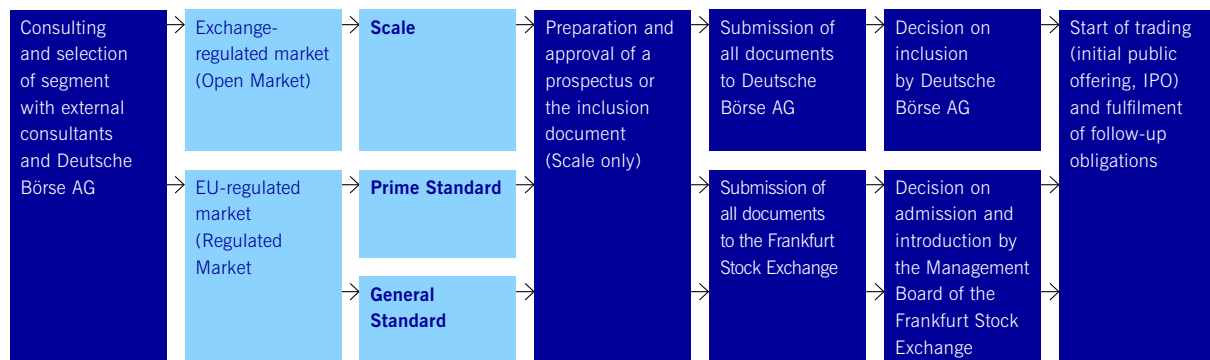 Consulting
and selection
of segment
with external
consultants
and Deutsche
Börse AG
Exchange-
regulated market
(Open Market)
EU-regulated
market
(Regulated
Market
Scale
Prime Standard
General
Standard
Preparation and
approval of a
prospectus or
the inclusion
document
(Scale only)
Submission of
all documents
to Deutsche
Börse AG
Submission of
all documents
to the Frankfurt
Stock Exchange
Decision on
inclusion
by Deutsche
Börse AG
Decision on
admission and
introduction by
the Management
Board of the
Frankfurt Stock
Exchange
Start of trading
(initial public
offering, IPO)
and fulfilment
of follow-up
obligations